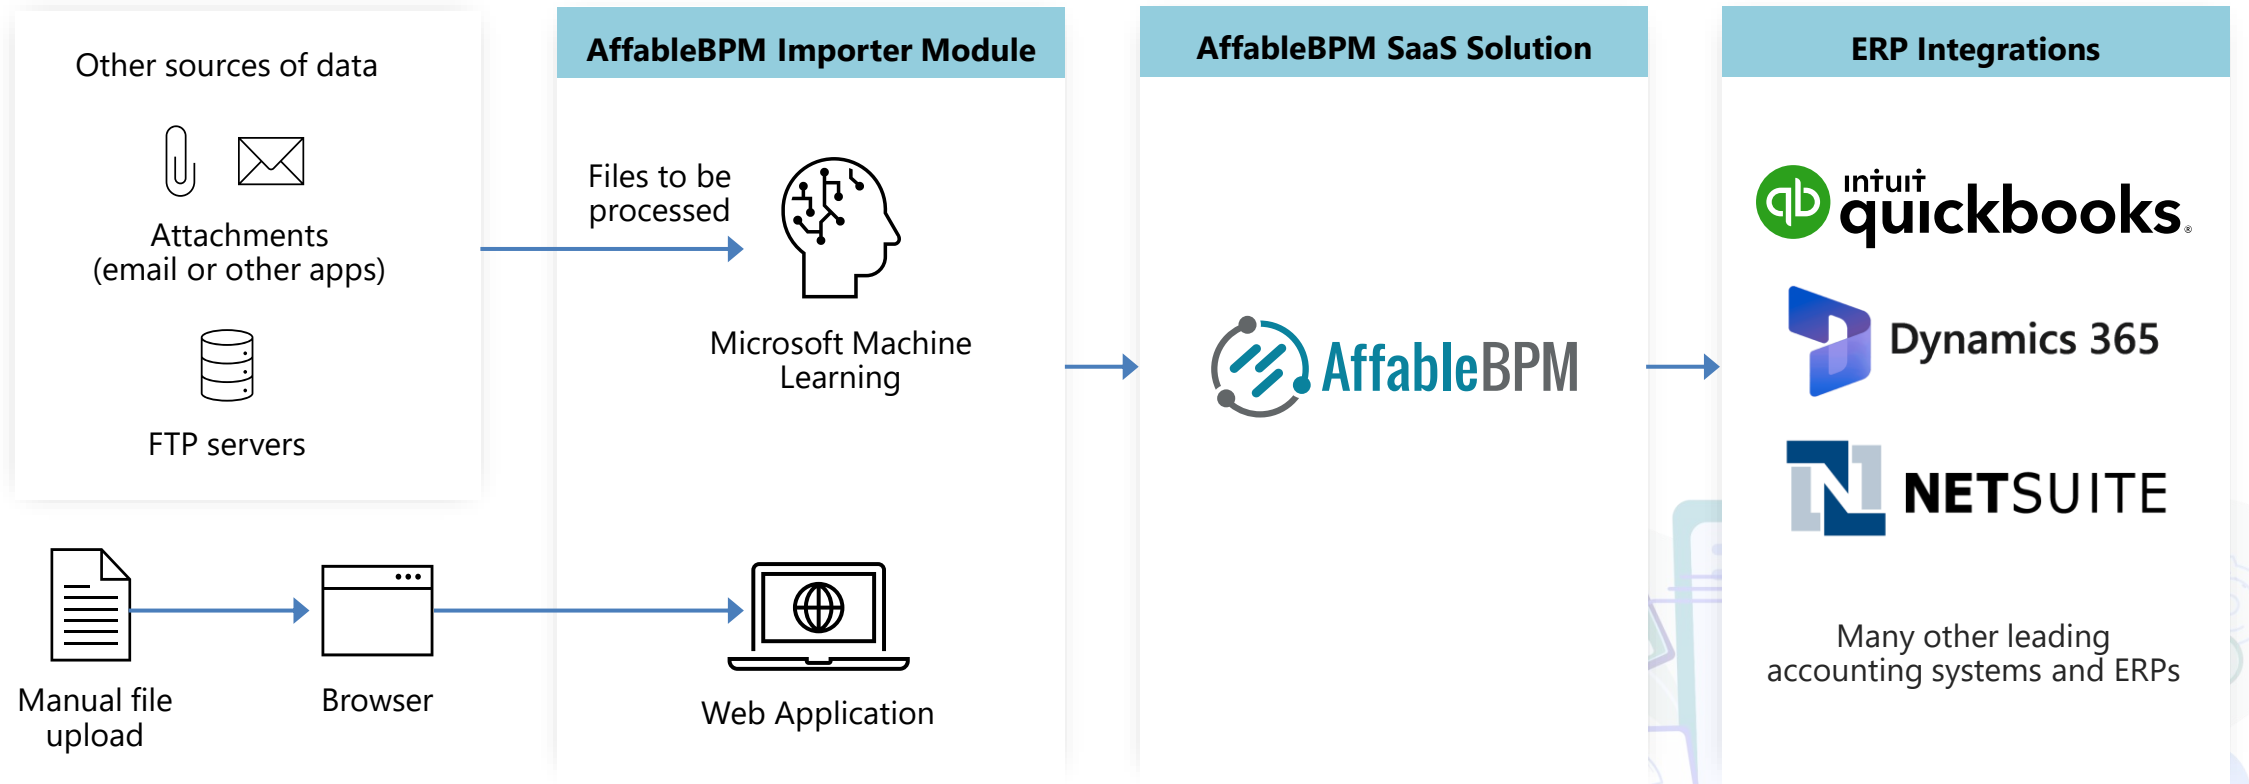 Other sources of data
Attachments
(email or other apps)
FTP servers
Manual file
upload
Browser
AffableBPM Importer Module
Files to be
processed
Microsoft Machine
Learning
Web Application
AffableBPM SaaS Solution
AffableBPM
ERP Integrations
qb
intuit
quickbooks®
Dynamics 365
N
NETSUITE
Many other leading
accounting systems and ERPs